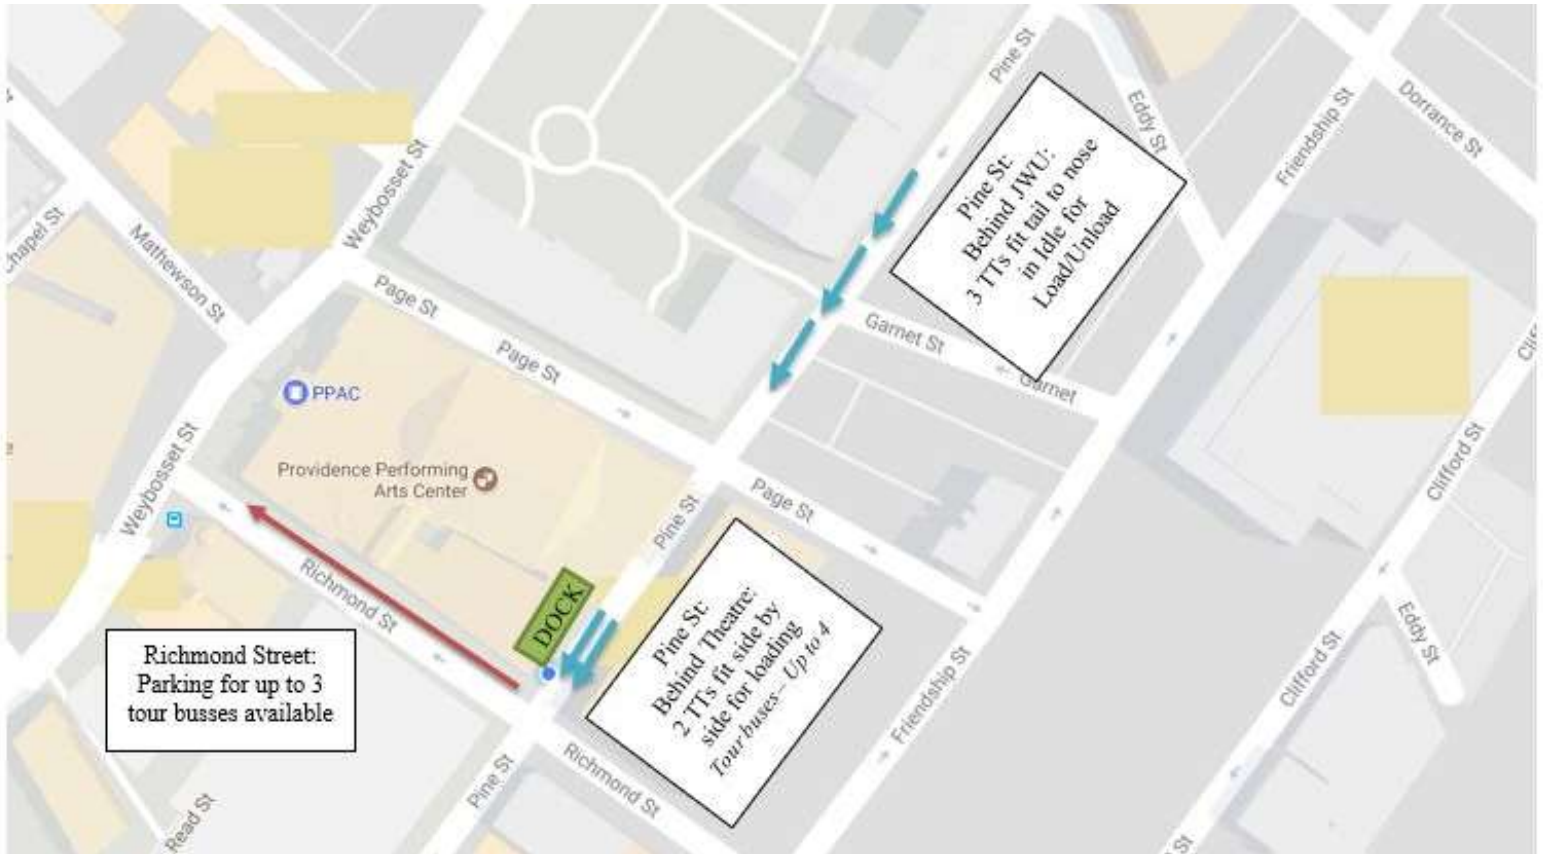 Pine St
Eddy St
Friendship St
Dorrance St
Pine St:
Behind JWU:
3 TTs fit tail to nose
in Idle for
Load/Unload
Weybosset St
Chapel St
Mathewson St
Page St
Page St
Garnet St
Garnet
PPAC
Providence Performing
Arts Center
Weybosset St
Clifford St
Pine St
Page St
Richmond St
DOCK
Pine St:
Behind Theatre:
2 TTs fit side by
side for loading
Tour buses– Up to 4
Richmond Street:
Parking for up to 3
tour busses available
Friendship St
Clifford St
Eddy St
Pine St
Richmond St
Read St
St